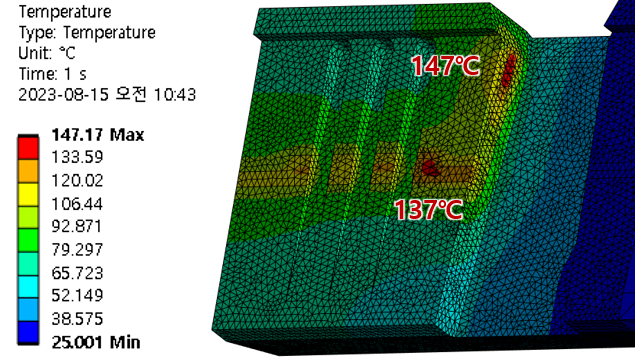 Temperature
Type: Temperature
Unit: °C
Time: 1 s
2023-08-15 오전 10:43
147.17 Max
133.59
120.02
106.44
92.871
79.297
65.723
52.149
38.575
25.001 Min
147℃
137℃